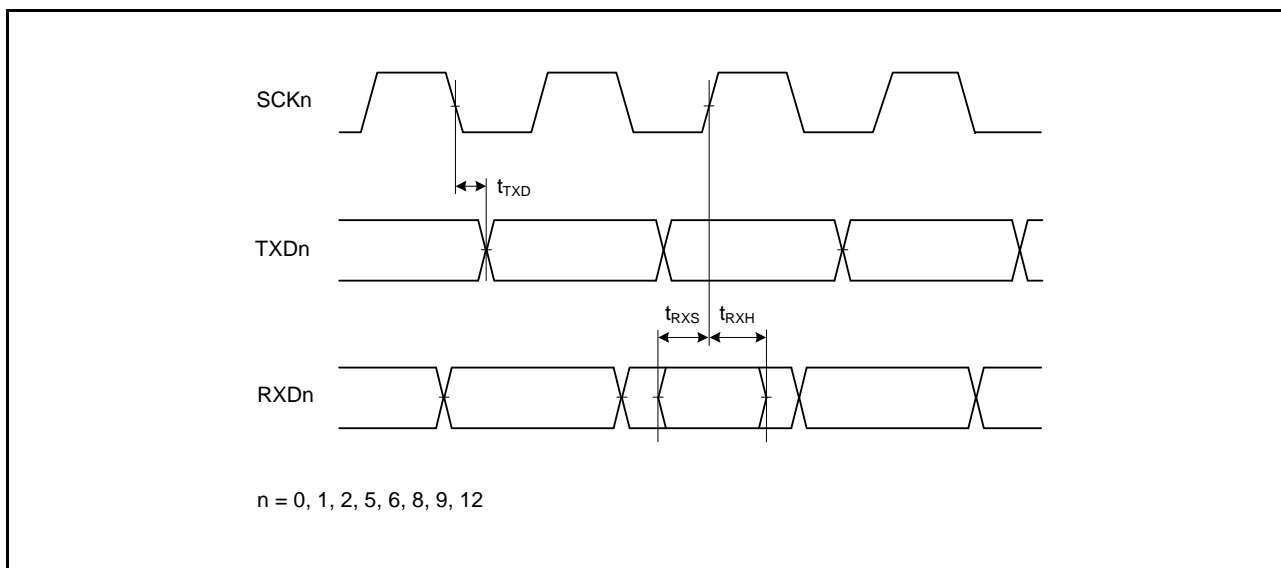 SCKn
tTXD
TXDn
tRXS tRXH
RXDn
n = 0, 1, 2, 5, 6, 8, 9, 12